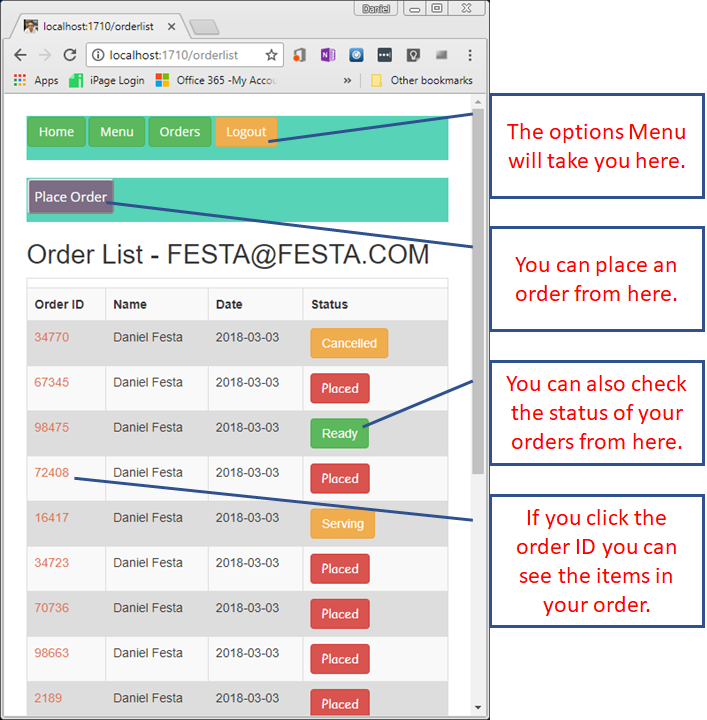 Daniel
localhost:1710/orderlist
localhost:1710/orderlist
Apps iPage Login Office 365 -My Accou » Other bookmarks
Home Menu Orders Logout
The options Menu
will take you here.
Place Order
You can place an
order from here.
Order List - FESTA@FESTA.COM
Order ID Name Date Status
34770 Daniel Festa 2018-03-03 Cancelled
67345 Daniel Festa 2018-03-03 Placed
You can also check
the status of your
orders from here.
98475 Daniel Festa 2018-03-03 Ready
72408 Daniel Festa 2018-03-03 Placed
If you click the
order ID you can
see the items in
your order.
16417 Daniel Festa 2018-03-03 Serving
34723 Daniel Festa 2018-03-03 Placed
70736 Daniel Festa 2018-03-03 Placed
98663 Daniel Festa 2018-03-03 Placed
2189 Daniel Festa 2018-03-03 Placed